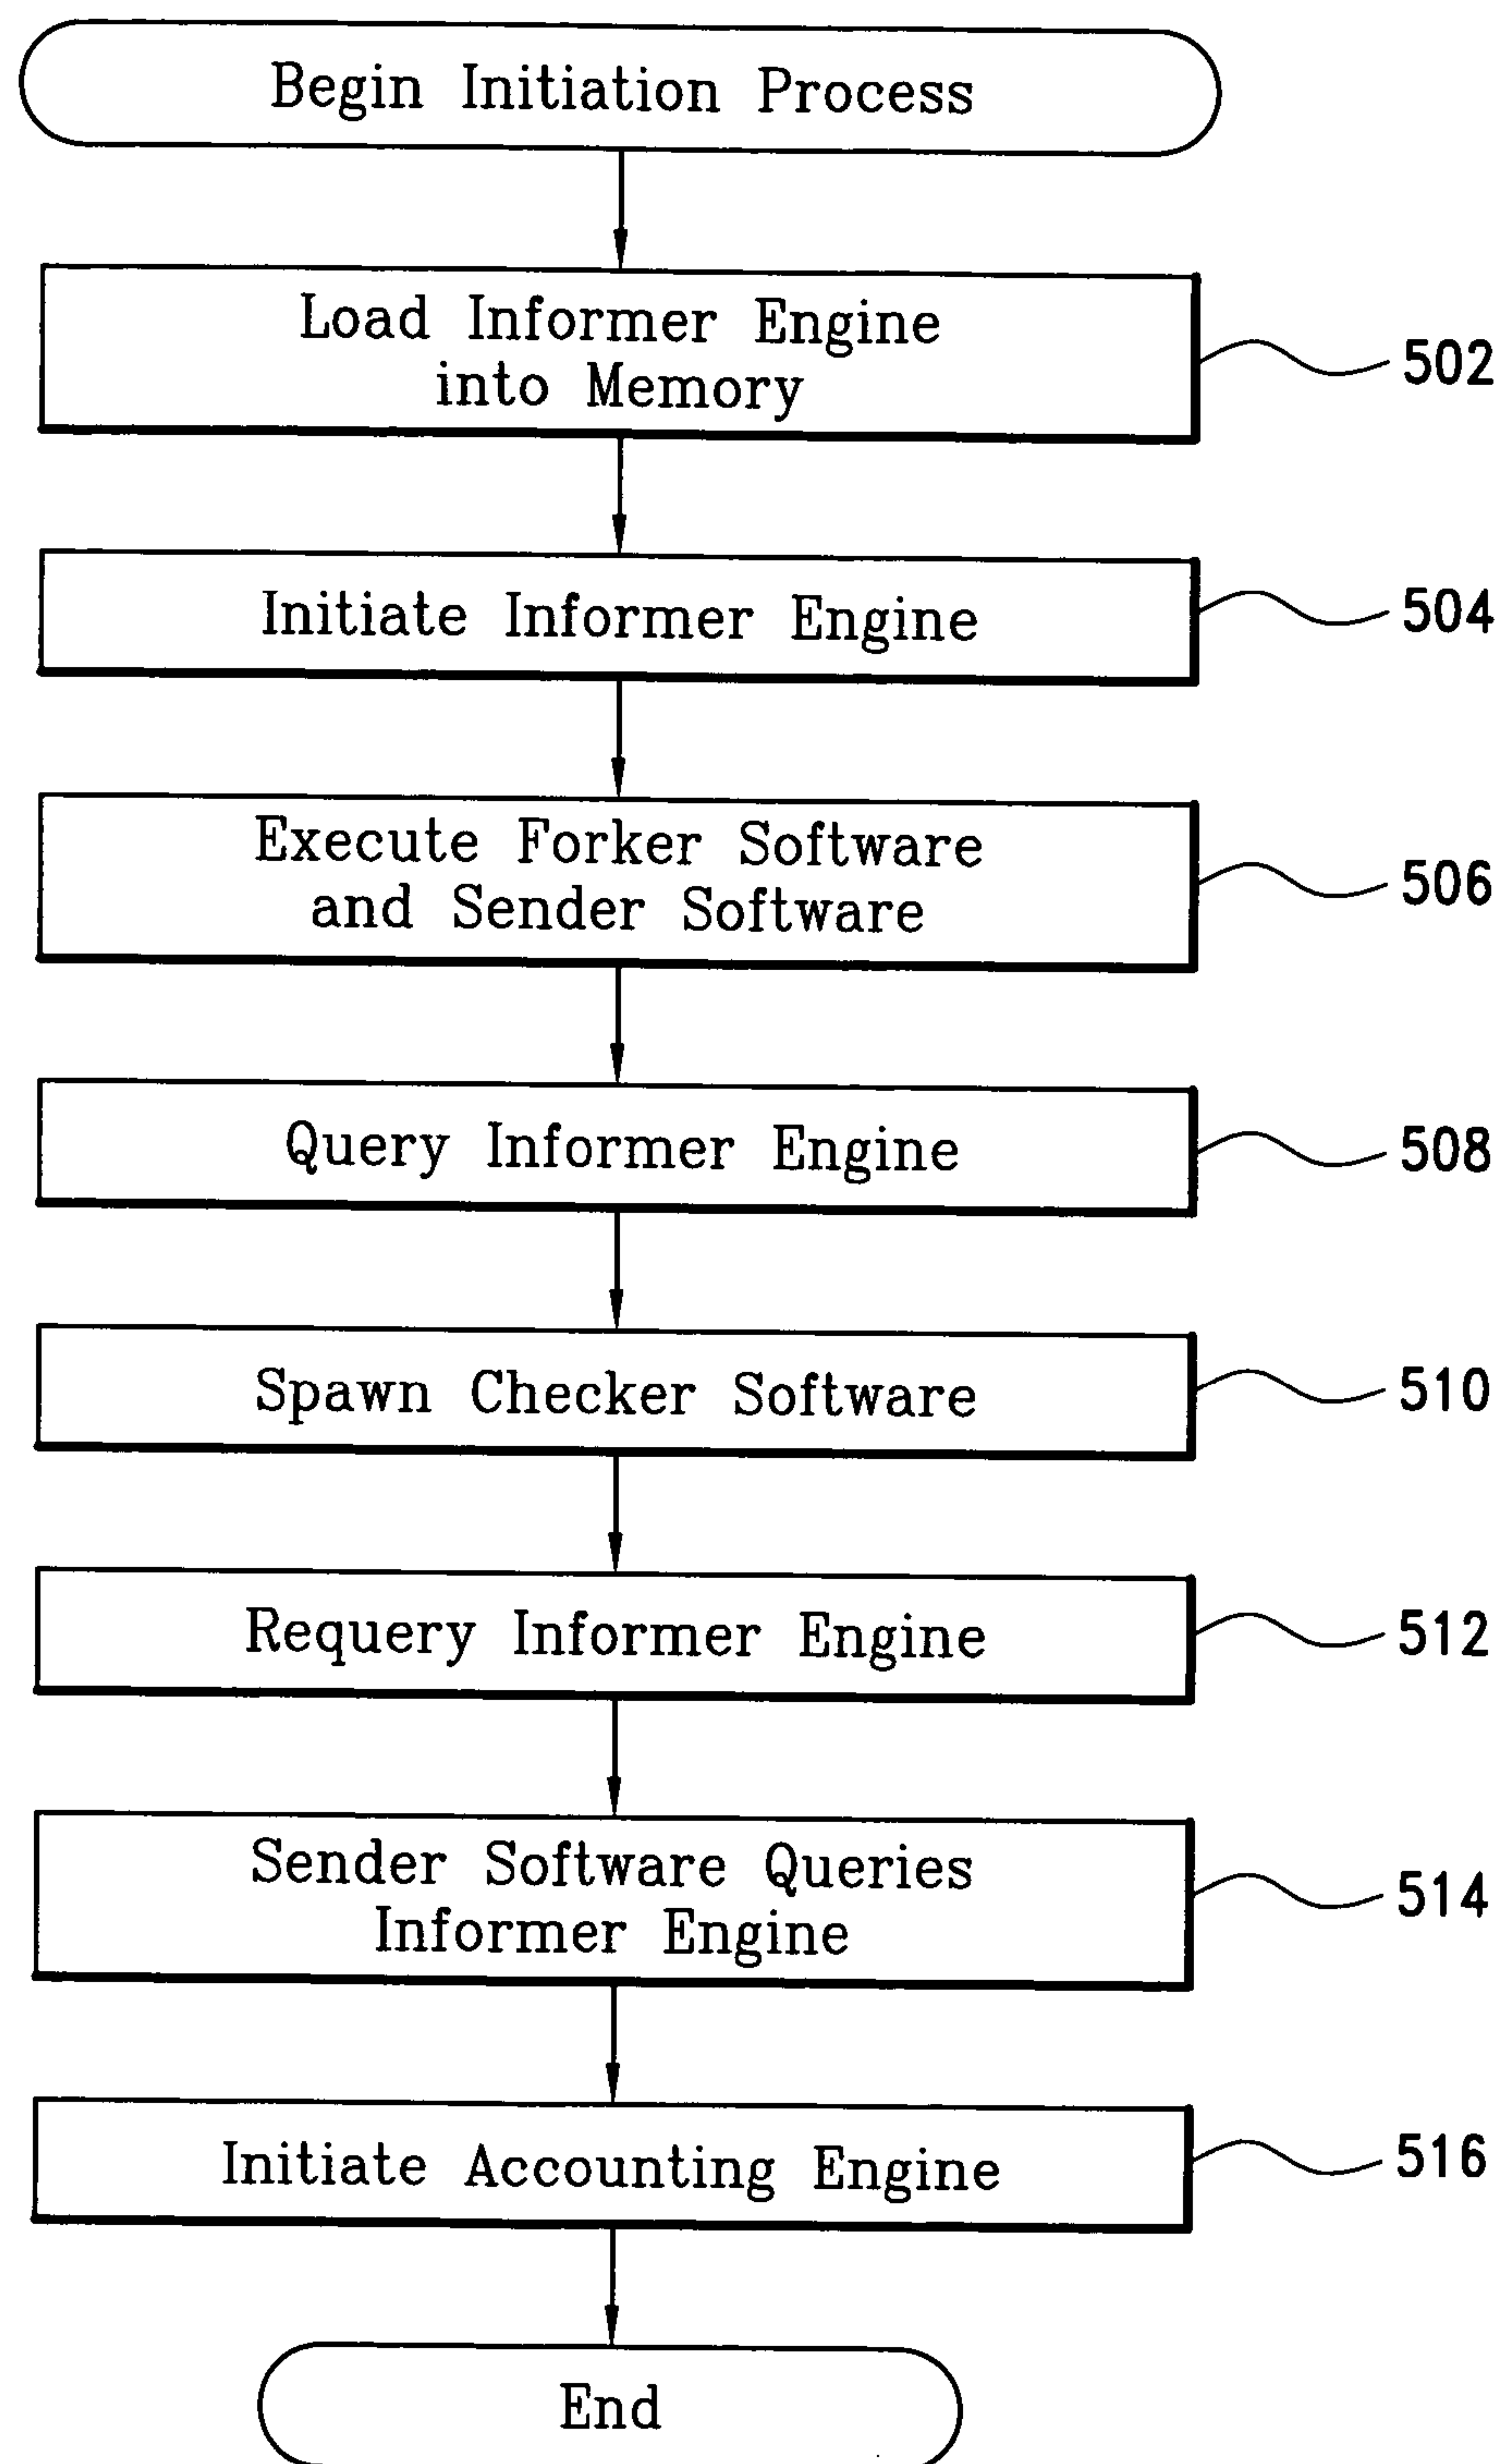 Begin Initiation Process
Load Informer Engine
into Memory
502
Initiate Informer Engine
504
Execute Forker Software
and Sender Software
506
Query Informer Engine
508
Spawn Checker Software
510
Requery Informer Engine
512
Sender Software Queries
Informer Engine
514
Initiate Accounting Engine
516
End